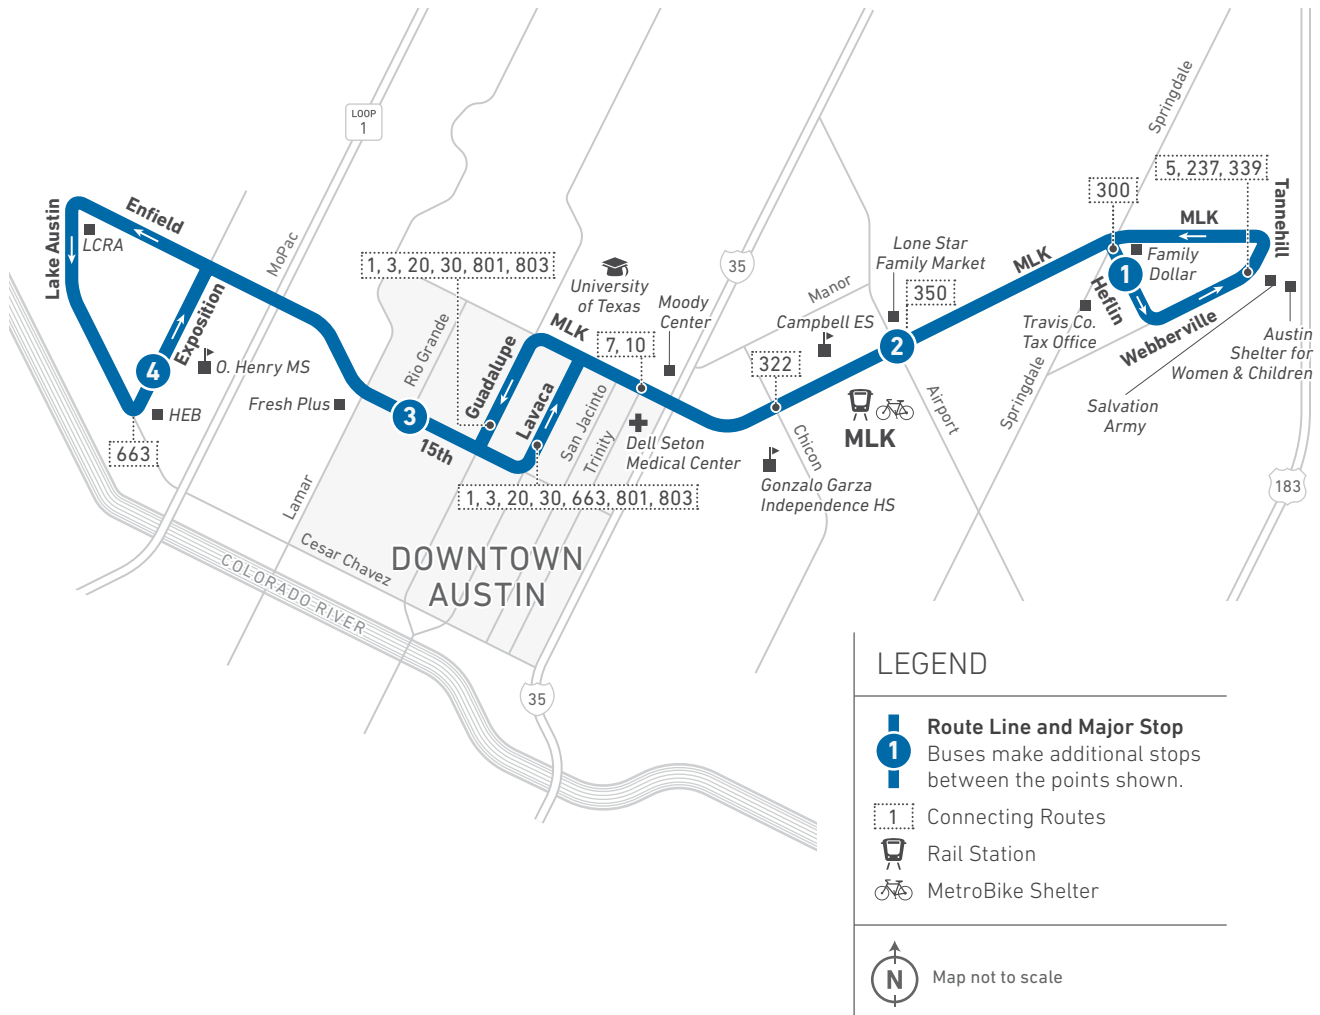 LOOP
1
Springdale
5, 237, 339
300
Tannehill
MLK
Lake Austin
Enfield
LCRA
MoPac
1, 3, 20, 30, 801, 803
University
of Texas
35
Lone Star
Family Market
MLK
Family
Dollar
1
Heflin
Manor
350
Moody
Center
MLK
Campbell ES
Travis Co.
Tax Office
Webberville
Austin
Shelter for
Women & Children
Exposition
Rio Grande
Guadalupe
7, 10
2
322
4
O. Henry MS
Fresh Plus
HEB
3
Lavaca
San Jacinto
Trinity
MLK
Airport
Springdale
Salvation
Army
663
15th
Dell Seton
Medical Center
Chicon
Gonzalo Garza
Independence HS
183
Lamar
1, 3, 20, 30, 663, 801, 803
Cesar Chavez
DOWNTOWN
AUSTIN
COLORADO RIVER
35
LEGEND
1
Route Line and Major Stop
Buses make additional stops
between the points shown.
1
Connecting Routes
Rail Station
MetroBike Shelter
N
Map not to scale